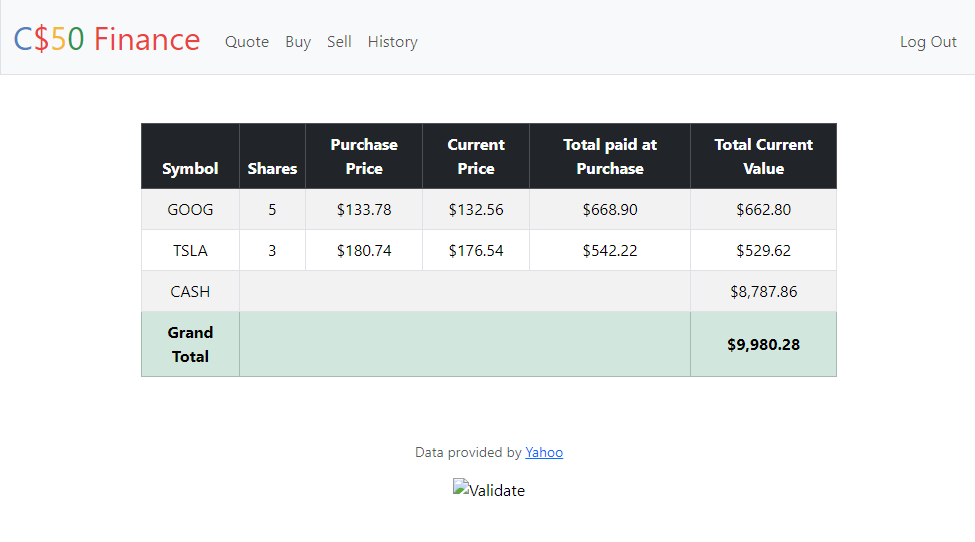 C$50 Finance Quote Buy Sell History Log Out
Symbol Shares Purchase Price Current Price Total paid at Purchase Total Current Value
GOOG 5 $133.78 $132.56 $668.90 $662.80
TSLA 3 $180.74 $176.54 $542.22 $529.62
CASH $8,787.86
Grand Total $9,980.28
Data provided by Yahoo
Validate